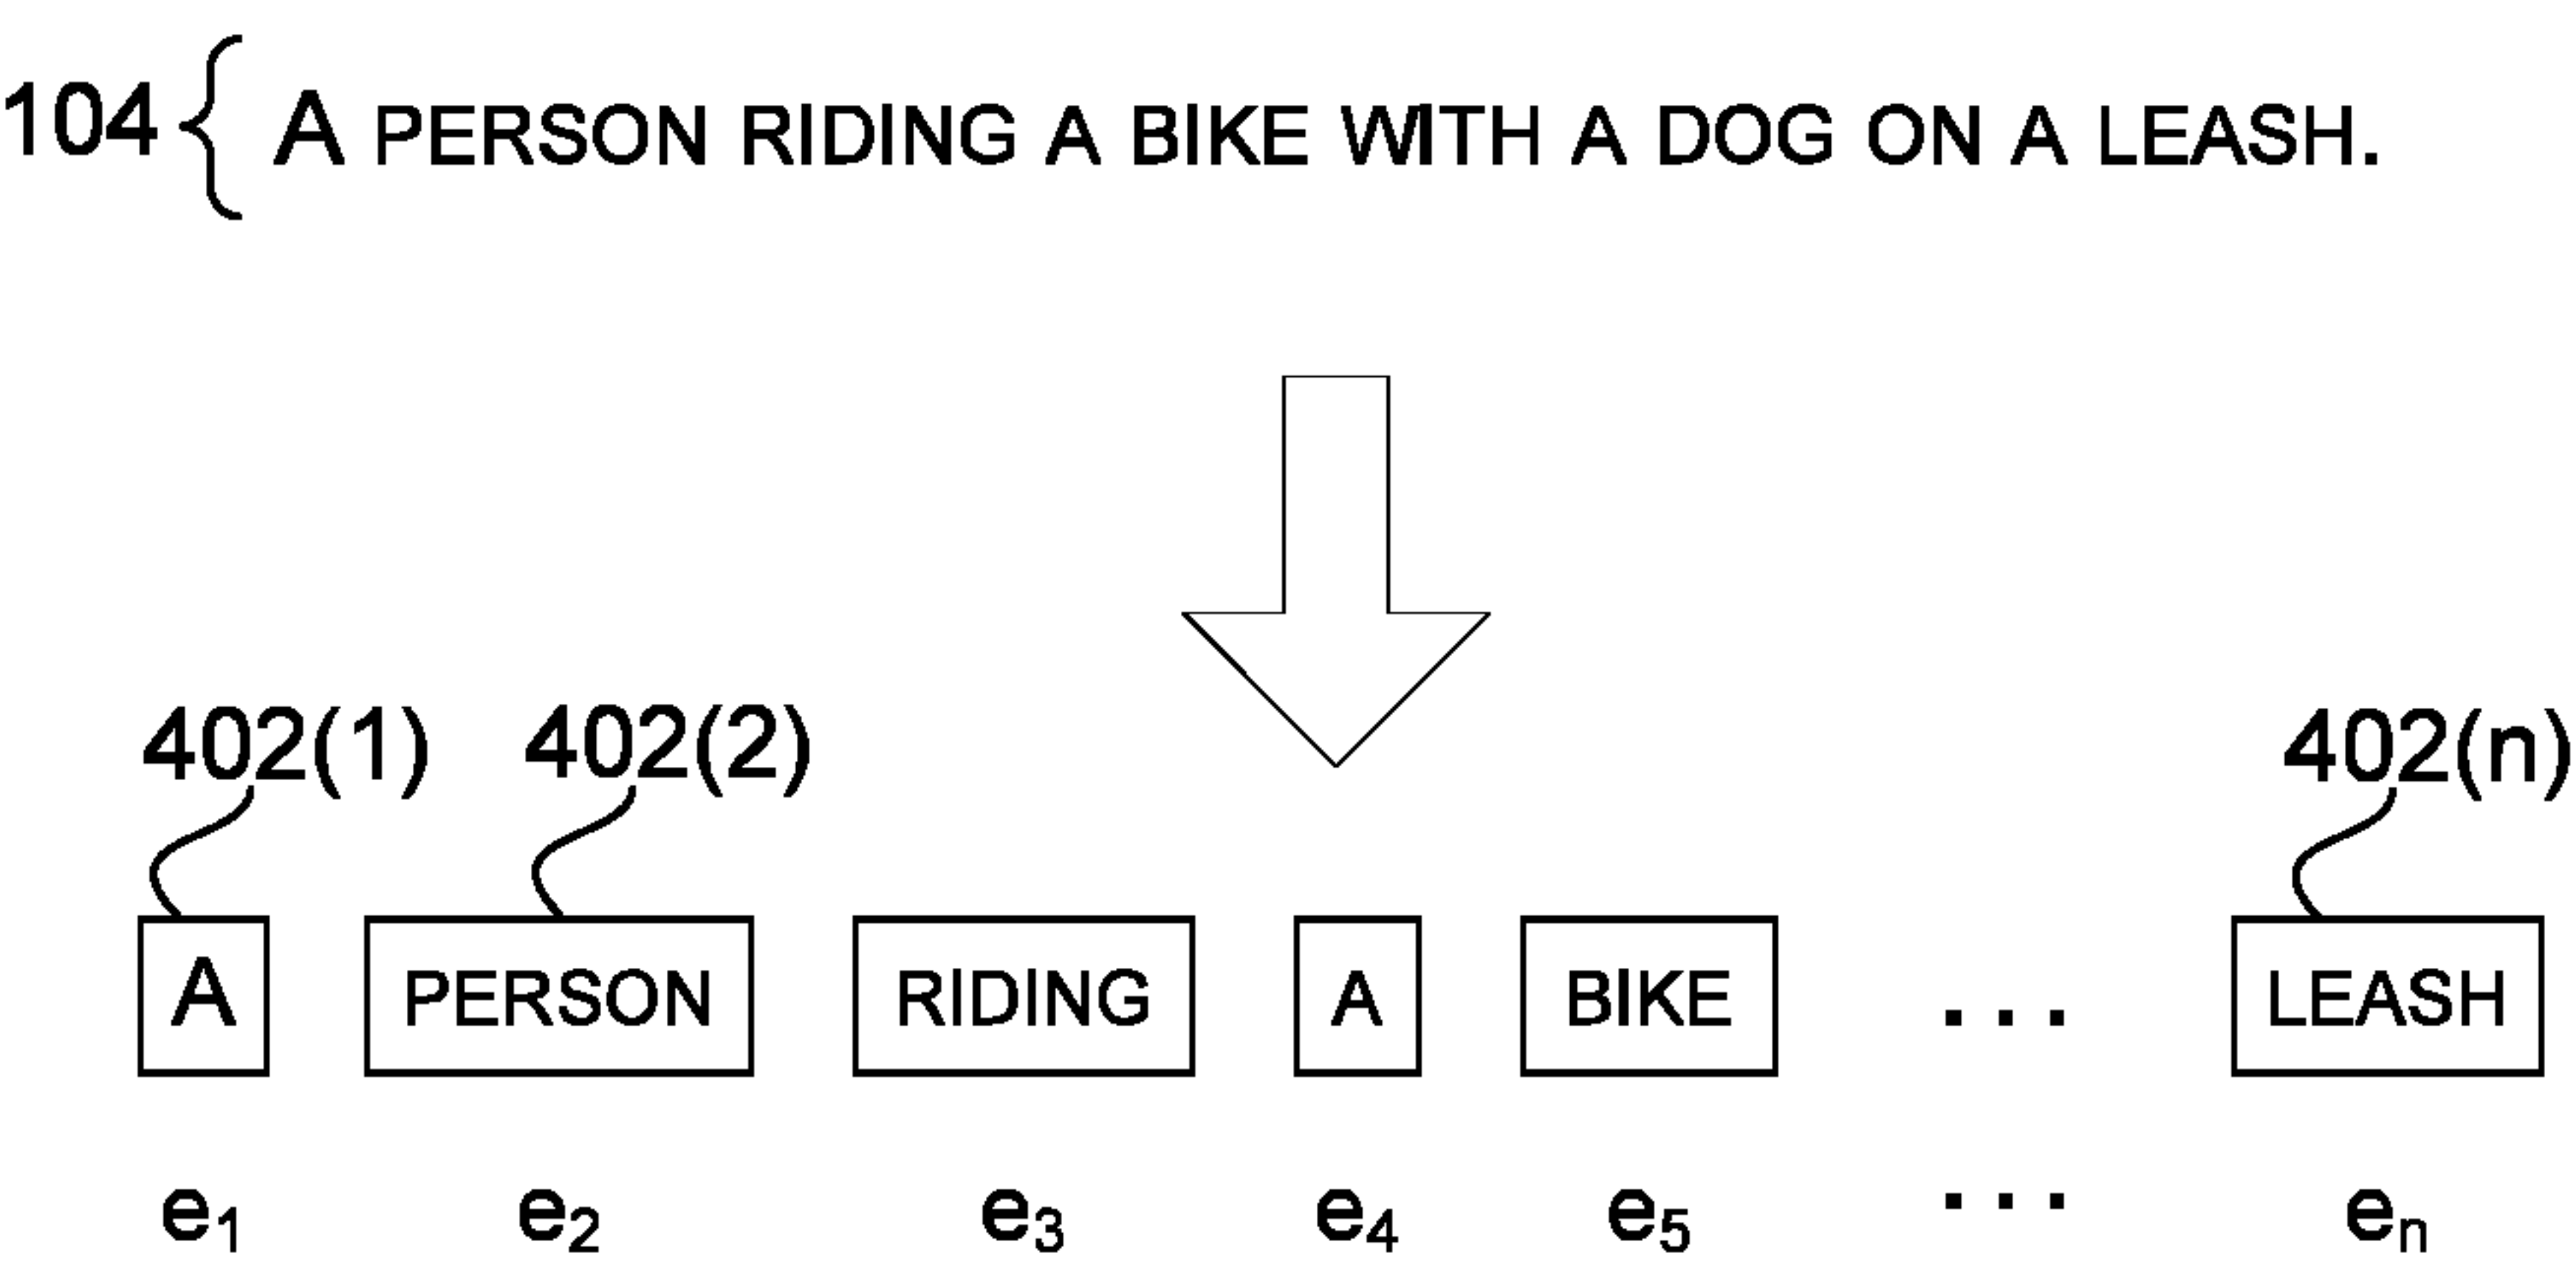 104 { A PERSON RIDING A BIKE WITH A DOG ON A LEASH.
402(1) 402(2) 402(n)
A PERSON RIDING A BIKE ... LEASH
e₁ e₂ e₃ e₄ e₅ ... eₙ